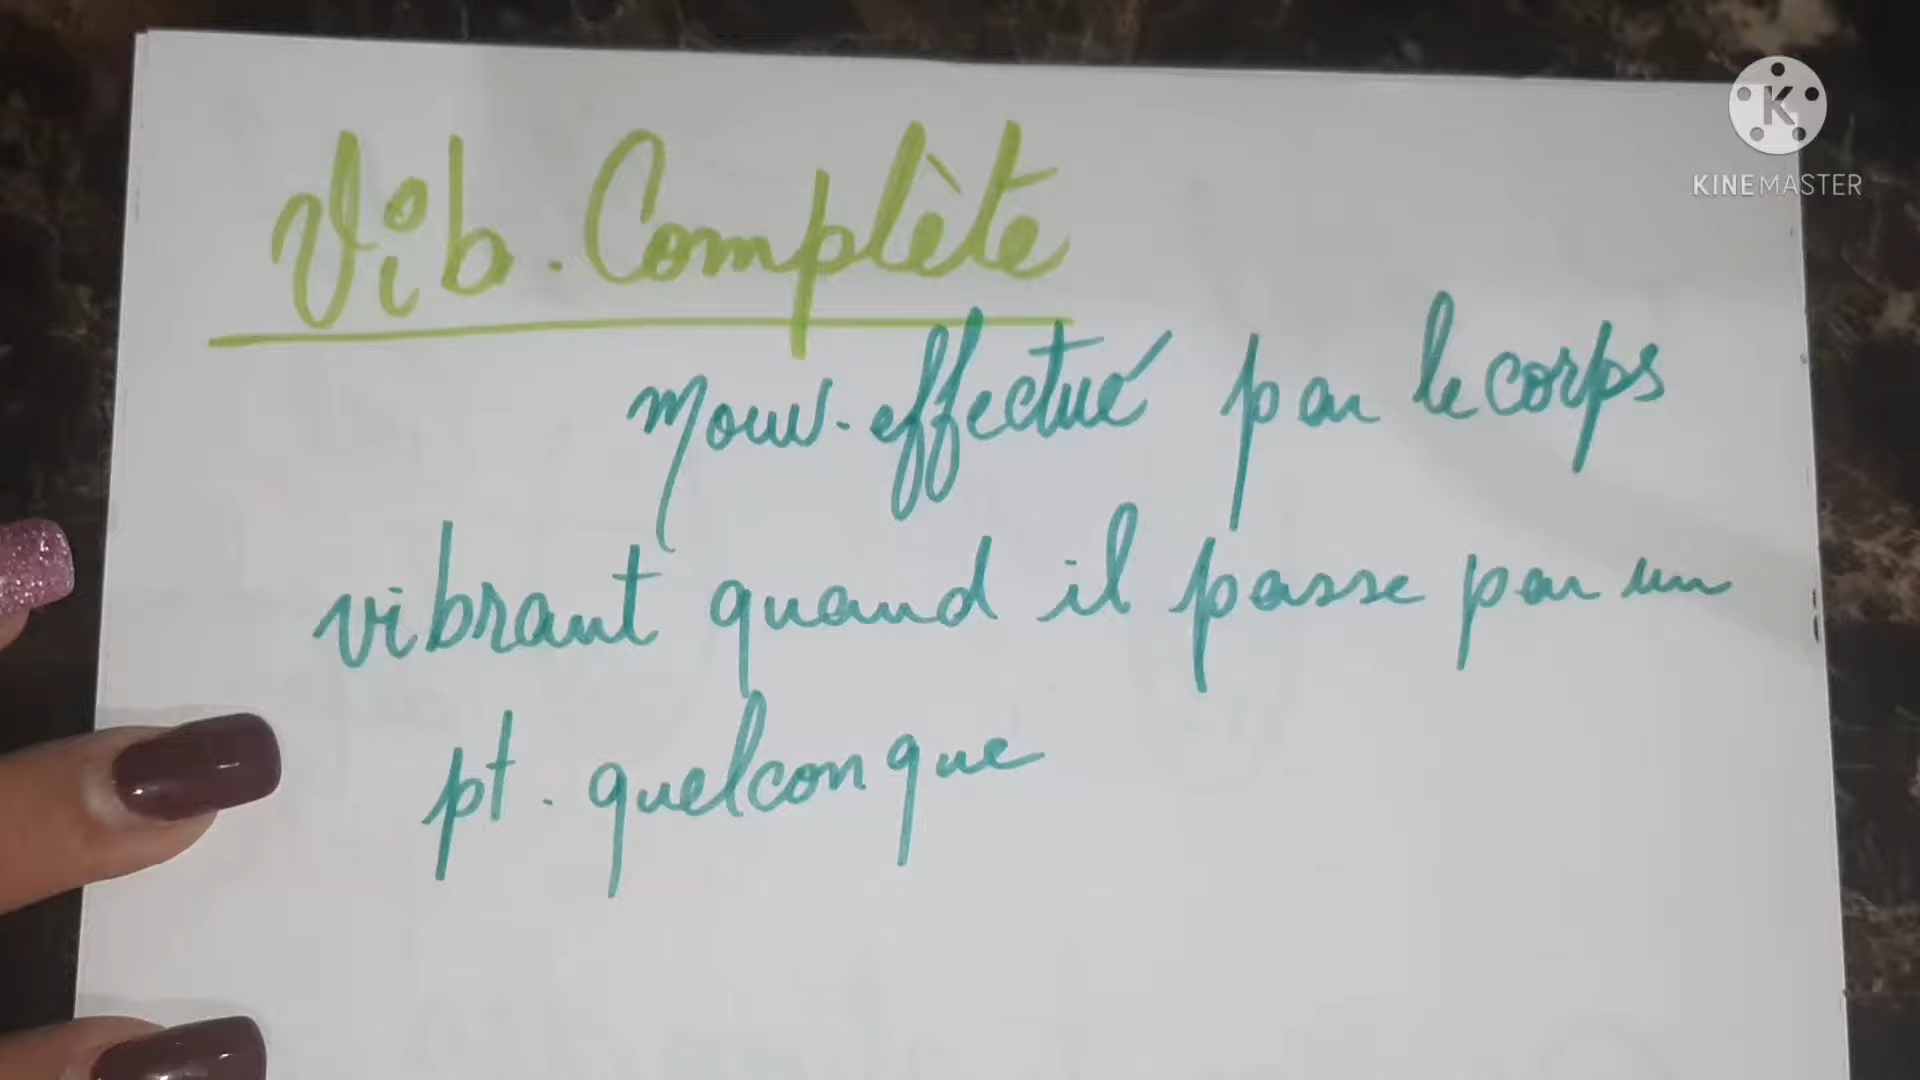 Vib. Complète
Mouv. effectué par le corps
vibrant quand il passe par un
pt. quelconque
K
KINEMASTER